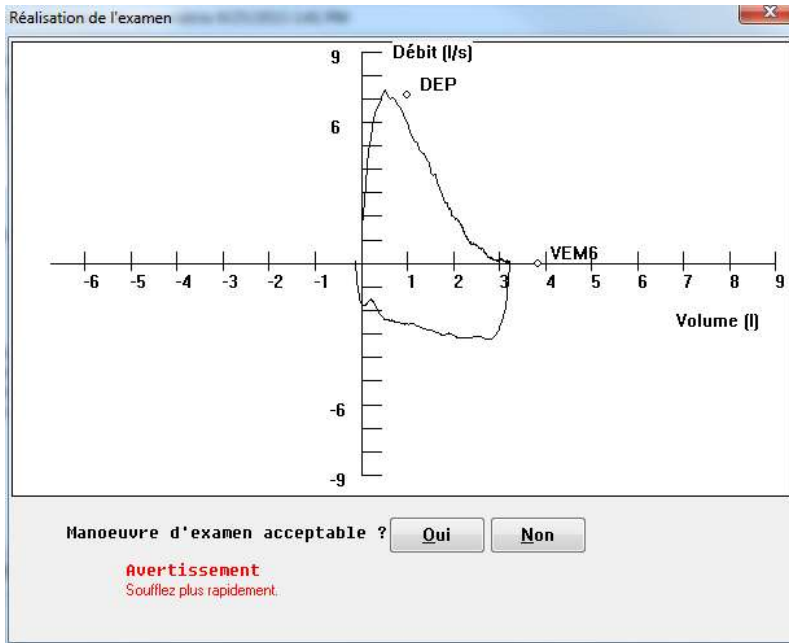 Réalisation de l'examen
9
Débit (l/s)
DEP
6
VEM6
-6 -5 -4 -3 -2 -1 1 2 3 4 5 6 7 8 9
Volume (l)
-6
-9
Manoeuvre d'examen acceptable ? Oui Non
Avertissement
Soufflez plus rapidement.